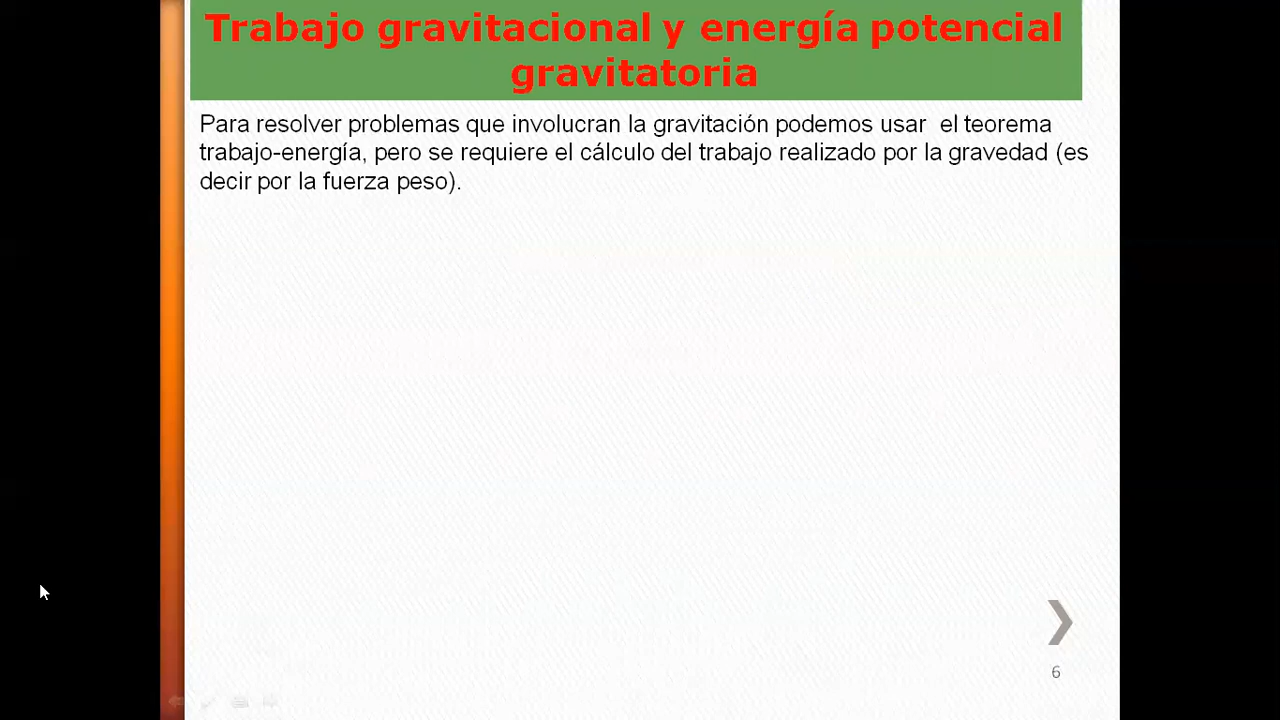 Trabajo gravitacional y energía potencial
gravitatoria
Para resolver problemas que involucran la gravitación podemos usar el teorema
trabajo-energía, pero se requiere el cálculo del trabajo realizado por la gravedad (es
decir por la fuerza peso).
6